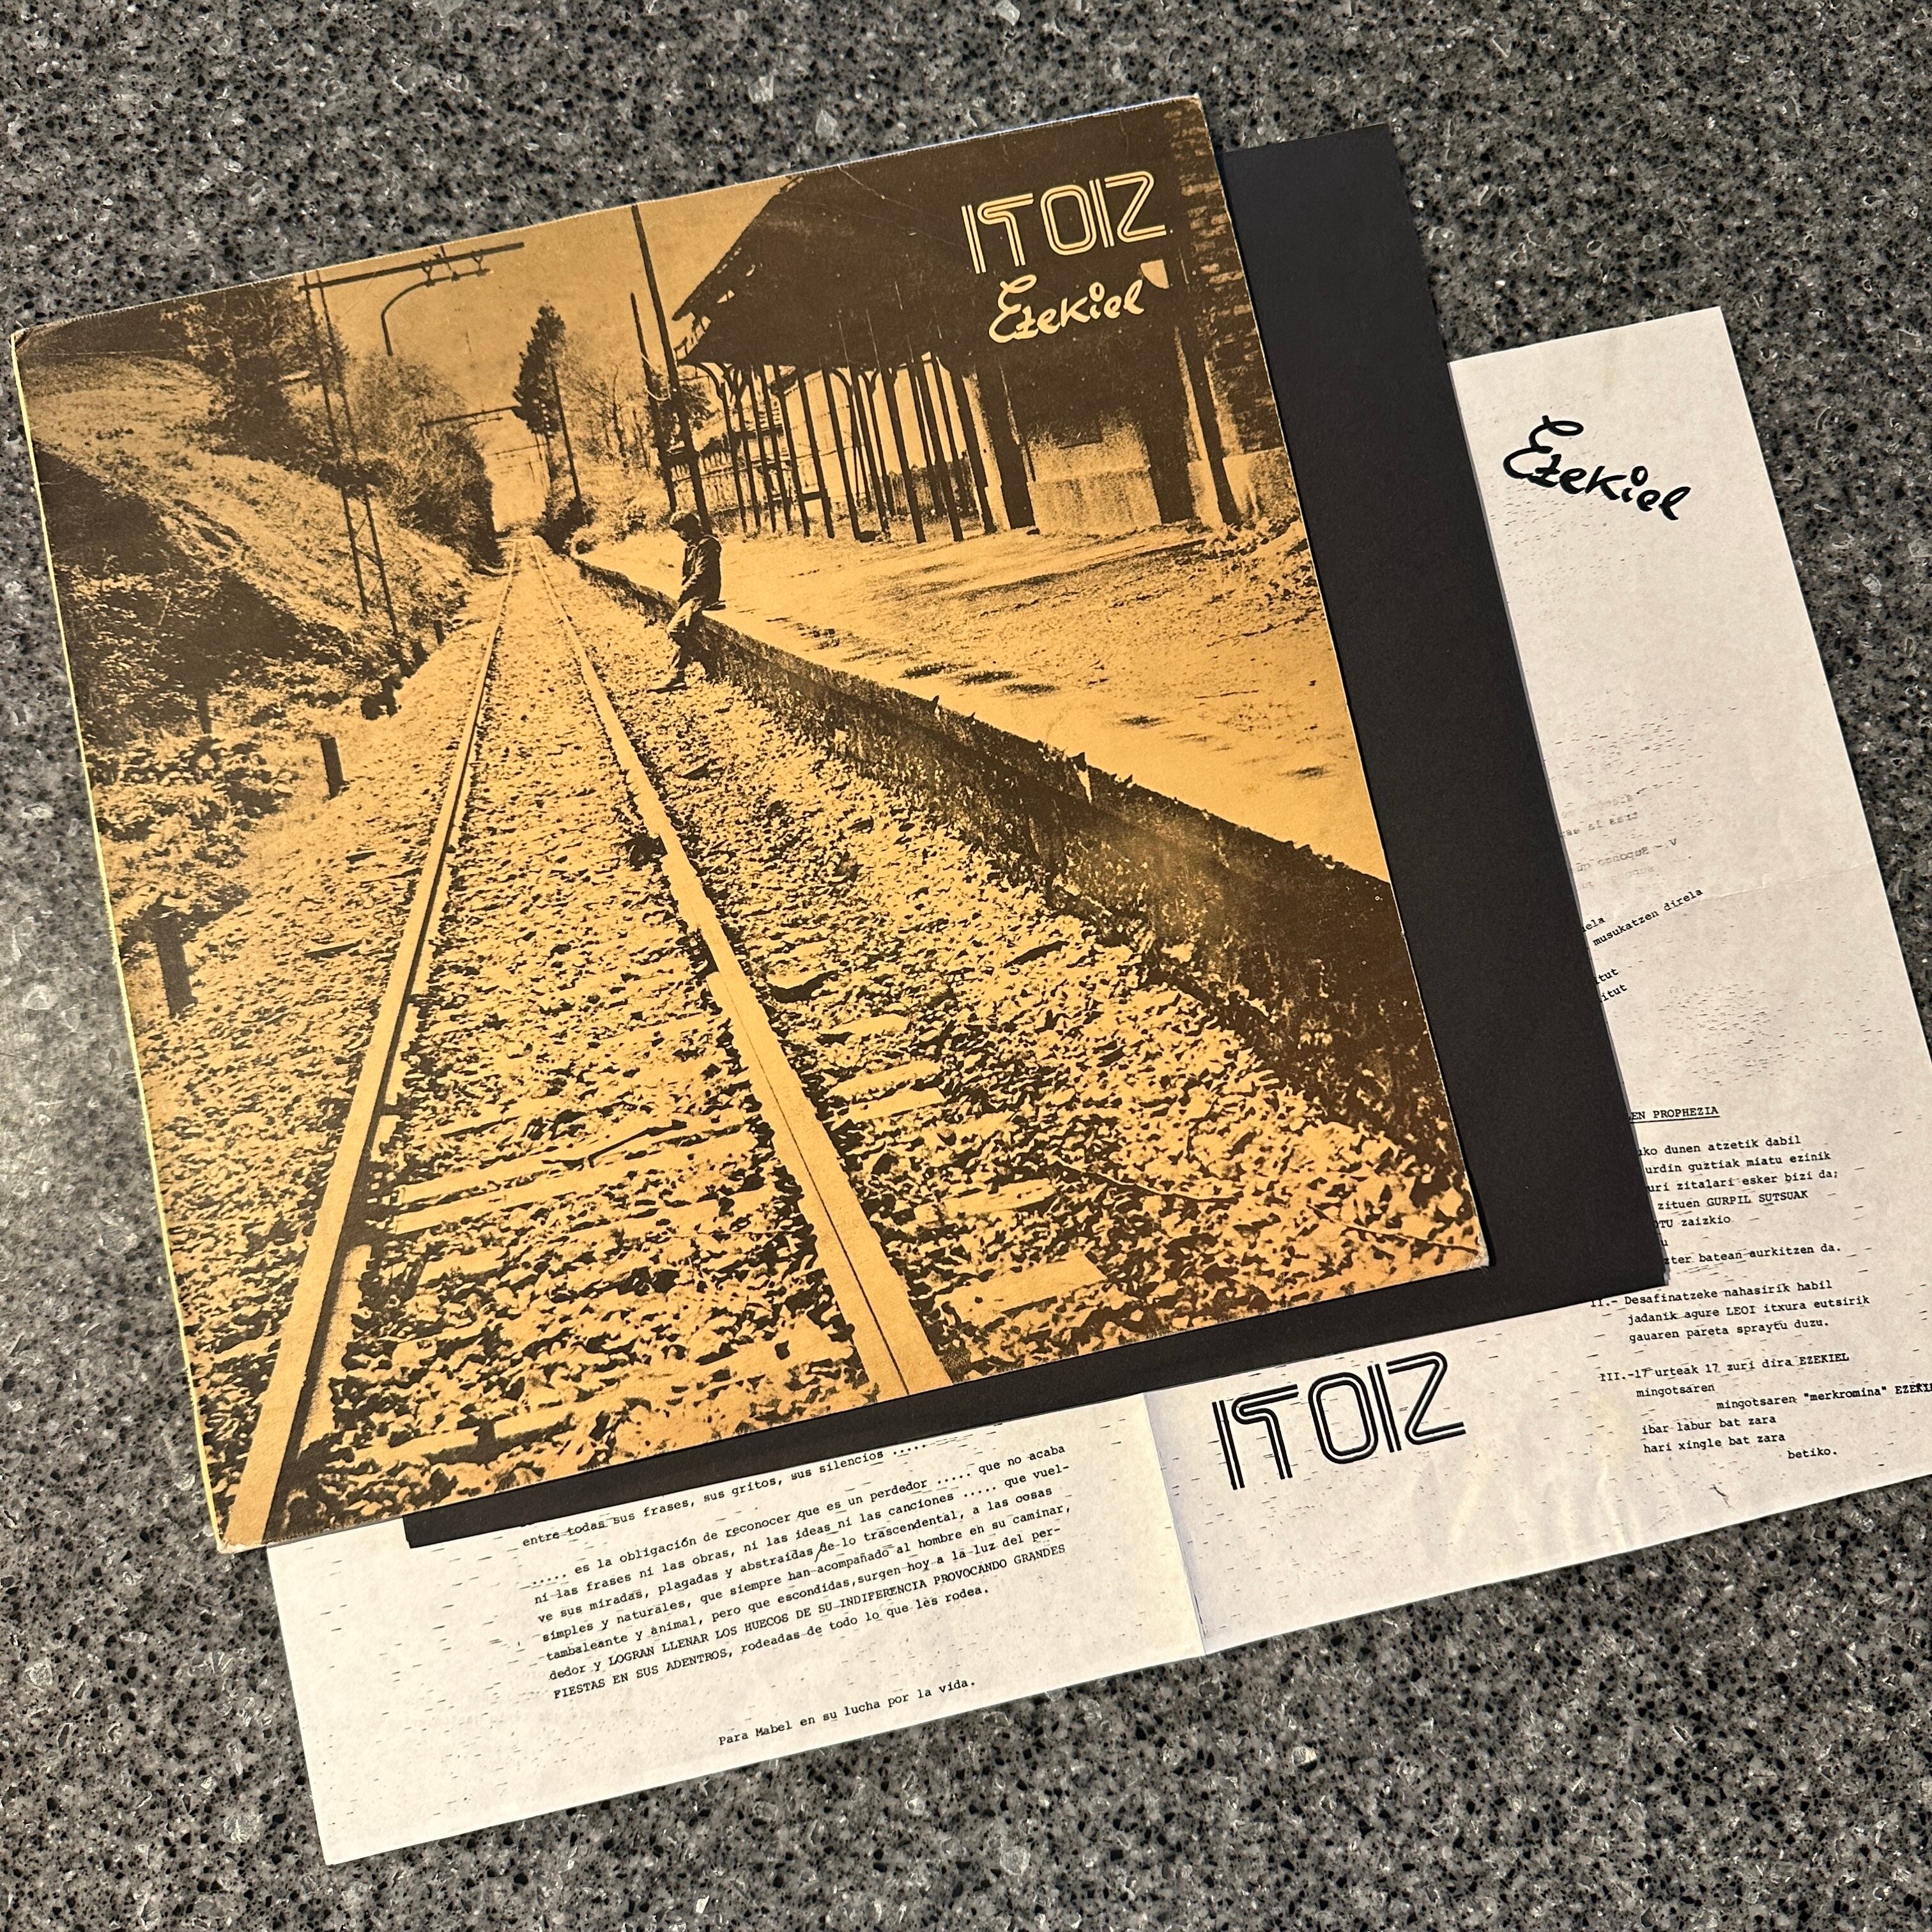 ITOIZ
Ezekiel
Ezekiel
musukatzen direla
EN PROPHEZIA
dunen atzetik dabil
guztiak miatu ezinik
zitalari esker bizi da;
zituen GURPIL SUTSUAK
zaizkio
batean aurkitzen da.
II.- Desafinatzeke nahasirik habil
jadanik agure LEOI itxura eutsirik
gauaren pareta spraytu duzu.
III.-17 urteak 17 zuri dira EZEKIEL
mingotsaren
mingotsaren "merkromina"
ibar labur bat zara
hari xingle bat zara
betiko.
ITOIZ
entre todas sus frases, sus gritos, sus silencios .....
..... es la obligación de reconocer que es un perdedor ..... que no acaba
ni las frases ni las obras, ni las ideas ni las canciones ..... que vuel-
ve sus miradas, plagadas y abstraídas de lo trascendental, a las cosas
simples y naturales, que siempre han acompañado al hombre en su caminar,
tambaleante y animal, pero que escondidas,surgen hoy a la luz del per-
dedor y LOGRAN LLENAR LOS HUECOS DE SU INDIFERENCIA PROVOCANDO GRANDES
FIESTAS EN SUS ADENTROS, rodeadas de todo lo que les rodea.
Para Mabel en su lucha por la vida.